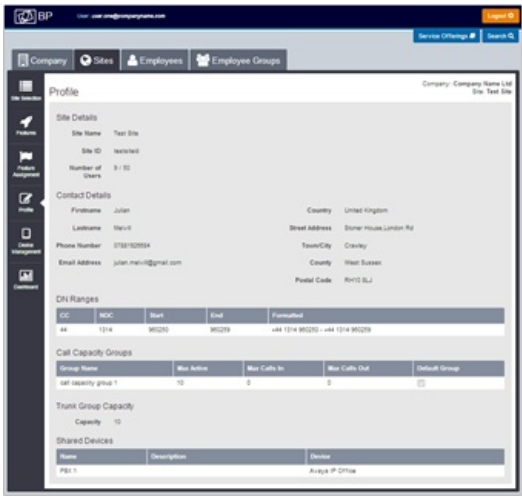 BP
User: user.one@companyname.com
Logout
Service Offerings
Search
Company
Sites
Employees
Employee Groups
Site Selection
Features
Feature Assignment
Profile
Device Management
Dashboard
Profile
Company: Company Name Ltd
Site: Test Site
Site Details
Site Name Test Site
Site ID testsite8
Number of Users 9 / 50
Contact Details
Firstname Julian
Lastname Melvill
Phone Number
Email Address julian.melvill@gmail.com
Country United Kingdom
Street Address Stoner House,London Rd
Town/City Crawley
County West Sussex
Postal Code
DN Ranges
CC NDC Start End Formatted
44 1314 960250 960259 +44 1314 960250 - +44 1314 960259
Call Capacity Groups
Group Name Max Active Max Calls In Max Calls Out Default Group
call capacity group 1 10 0 0
Trunk Group Capacity
Capacity 10
Shared Devices
Name Description Device
PBX 1 Avaya IP Office